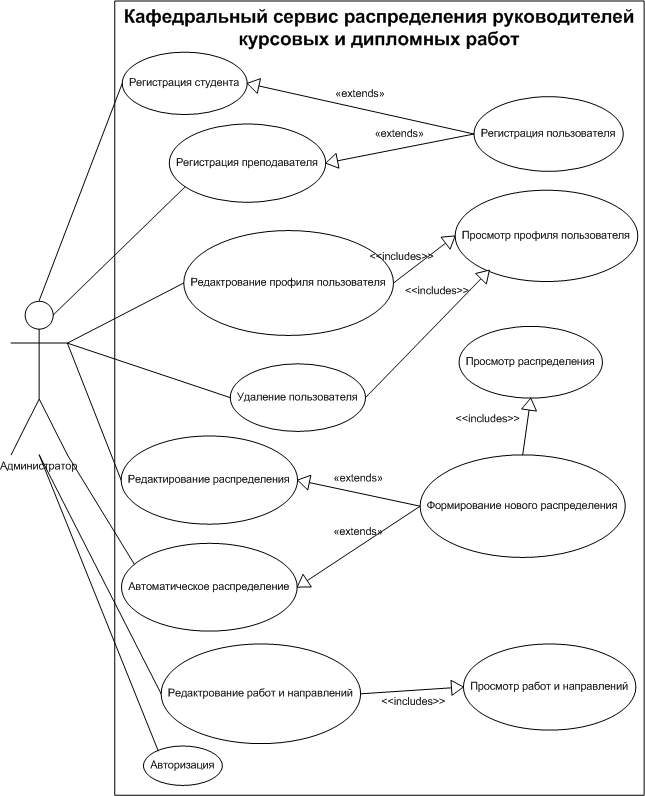 Кафедральный сервис распределения руководителей
курсовых и дипломных работ
Регистрация студента
«extends»
Регистрация пользователя
«extends»
Регистрация преподавателя
Просмотр профиля пользователя
<<includes>>
Редактрование профиля пользователя
<<includes>>
Просмотр распределения
Удаление пользователя
<<includes>>
Администратор
Редактирование распределения
«extends»
Формирование нового распределения
«extends»
Автоматическое распределение
Редактрование работ и направлений
<<includes>>
Просмотр работ и направлений
Авторизация